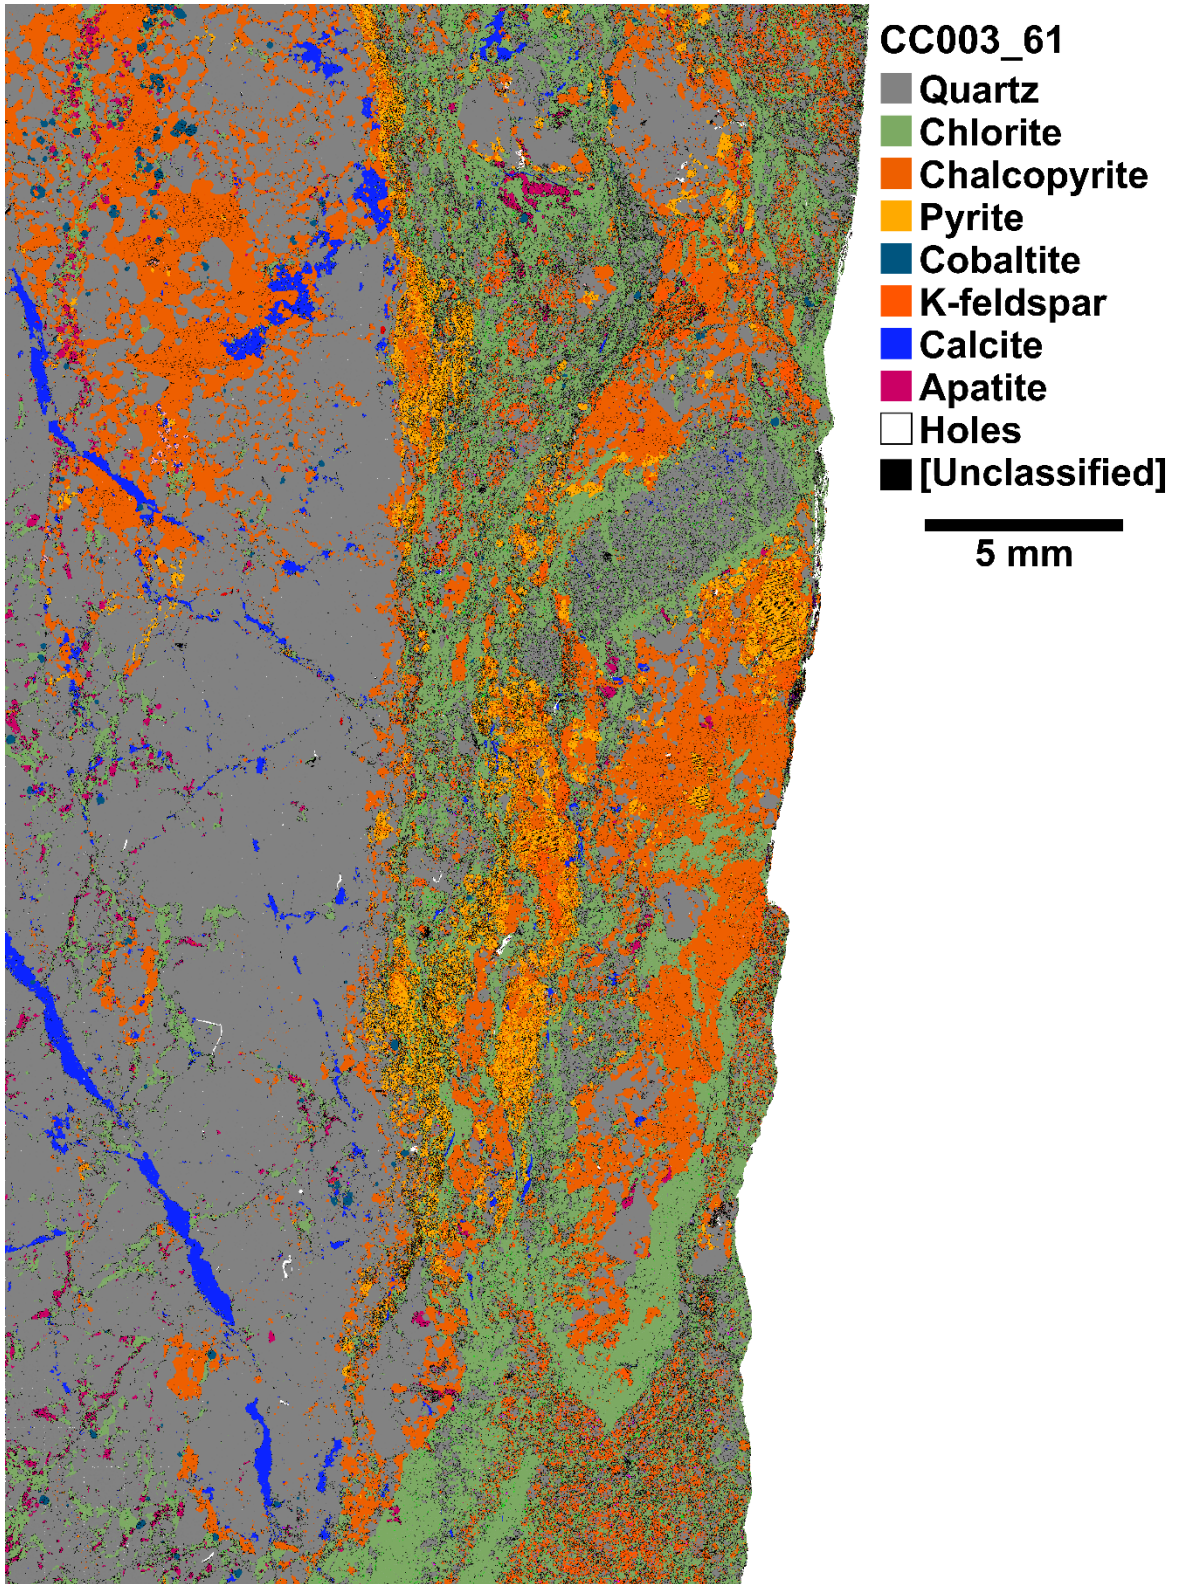 CC003_61
Quartz
Chlorite
Chalcopyrite
Pyrite
Cobaltite
K-feldspar
Calcite
Apatite
Holes
[Unclassified]
5 mm